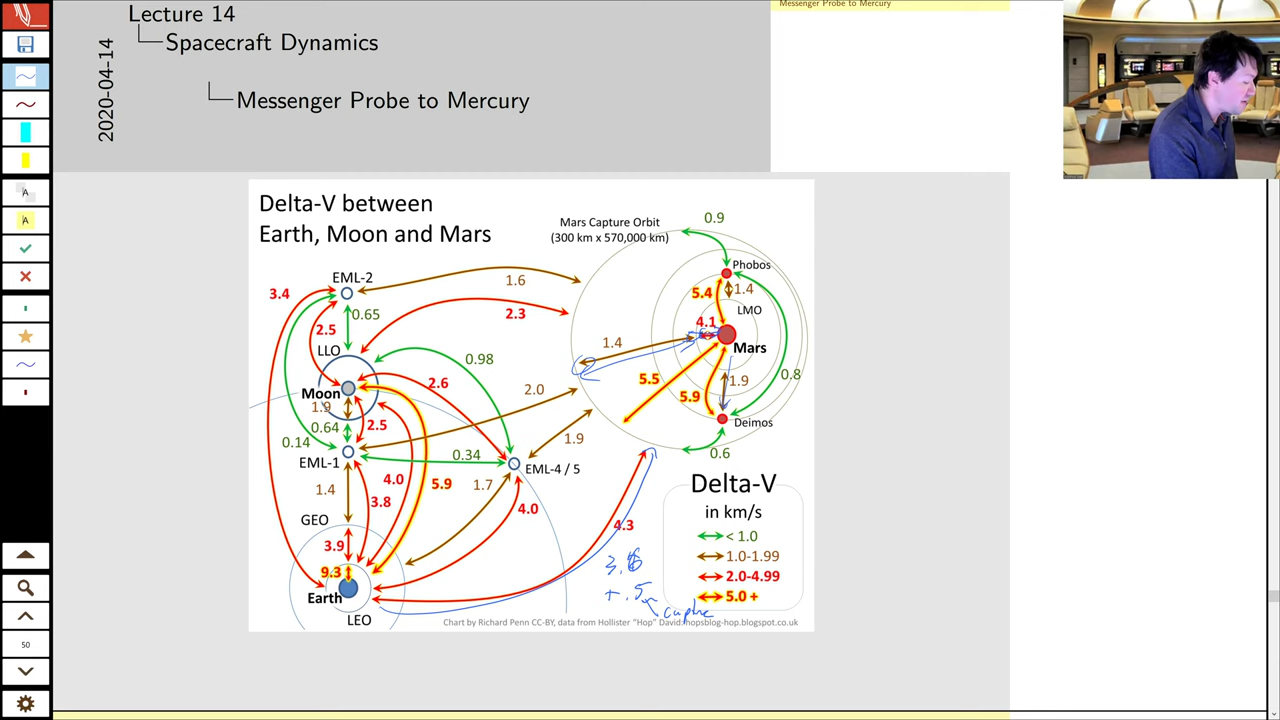 Lecture 14
Spacecraft Dynamics
Messenger Probe to Mercury
2020-04-14
Messenger Probe to Mercury
Delta-V between
Earth, Moon and Mars
Mars Capture Orbit
(300 km x 570,000 km)
0.9
Phobos
EML-2
1.6
3.4
5.4
1.4
0.65
LMO
2.5
2.3
4.1
LLO
1.4
Mars
0.98
Moon
2.6
2.0
5.5
1.9
0.8
1.9
5.9
0.64
2.5
Deimos
0.14
1.9
EML-1
0.34
EML-4 / 5
0.6
1.4
4.0
5.9
1.7
Delta-V
3.8
4.0
in km/s
GEO
4.3
< 1.0
3.9
1.0-1.99
9.3
2.0-4.99
Earth
5.0 +
LEO
+ .5
capture
Chart by Richard Penn CC-BY, data from Hollister "Hop" David:hopsblog-hop.blogspot.co.uk
A
A
50